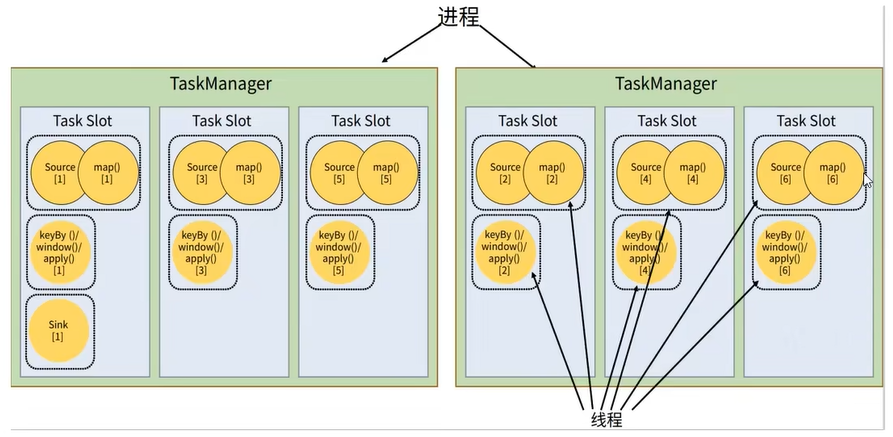 进程
TaskManager
TaskManager
Task Slot
Task Slot
Task Slot
Task Slot
Task Slot
Task Slot
Source
[1]
map()
[1]
Source
[3]
map()
[3]
Source
[5]
map()
[5]
Source
[2]
map()
[2]
Source
[4]
map()
[4]
Source
[6]
map()
[6]
keyBy ()/
window()/
apply()
[1]
keyBy ()/
window()/
apply()
[3]
keyBy ()/
window()/
apply()
[5]
keyBy ()/
window()/
apply()
[2]
keyBy ()/
window()/
apply()
[4]
keyBy ()/
window()/
apply()
[6]
Sink
[1]
线程